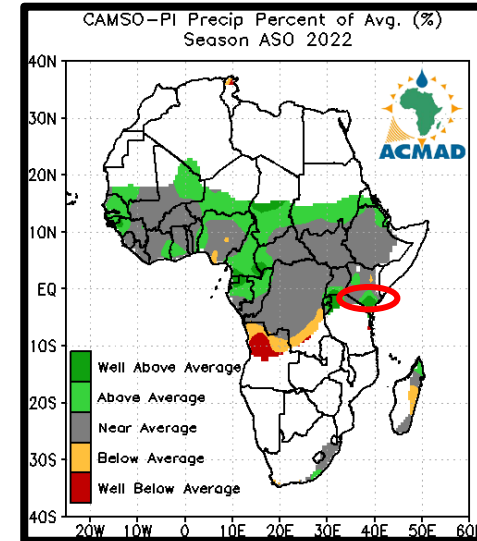 CAMSO-PI Precip Percent of Avg. (%)
Season ASO 2022
ACMAD
40N
30N
20N
10N
EQ
10S
20S
30S
40S
Well Above Average
Above Average
Near Average
Below Average
Well Below Average
20W 10W 0 10E 20E 30E 40E 50E 60E